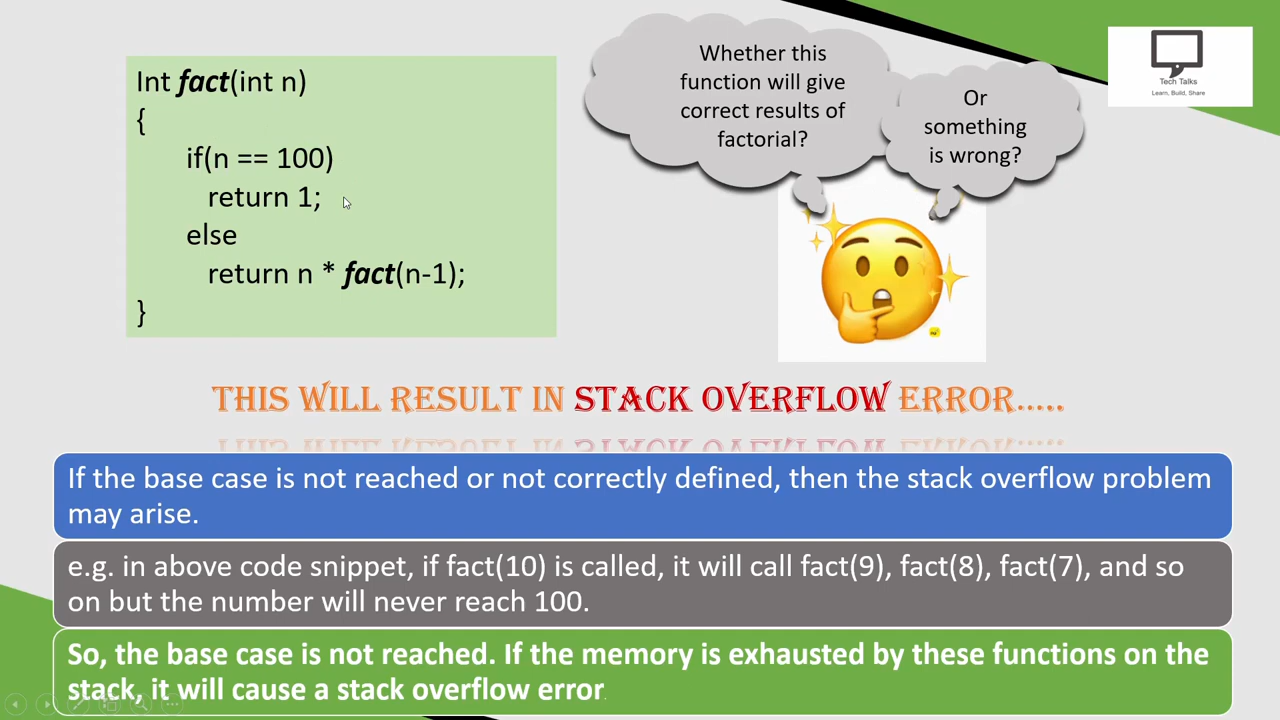 Int fact(int n)
{
if(n == 100)
return 1;
else
return n * fact(n-1);
}
Whether this
function will give
correct results of
factorial?
Or
something
is wrong?
Tech Talks
Learn, Build, Share
THIS WILL RESULT IN STACK OVERFLOW ERROR.....
If the base case is not reached or not correctly defined, then the stack overflow problem
may arise.
e.g. in above code snippet, if fact(10) is called, it will call fact(9), fact(8), fact(7), and so
on but the number will never reach 100.
So, the base case is not reached. If the memory is exhausted by these functions on the
stack, it will cause a stack overflow error.